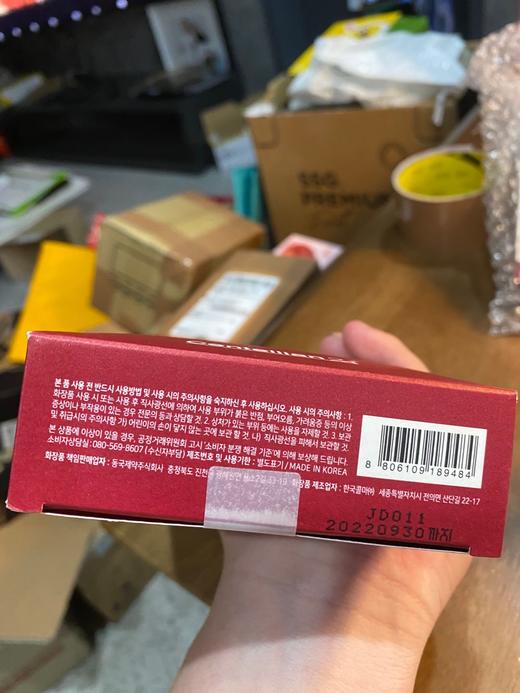 SSG
PREMIUM
Centellian
본 품 사용 전 반드시 사용방법 및 사용 시의 주의사항을 숙지하신 후 사용하십시오. 사용 시의 주의사항 : 1.
화장품 사용 시 또는 사용 후 직사광선에 의하여 사용 부위가 붉은 반점, 부어오름, 가려움증 등의 이상
증상이나 부작용이 있는 경우 전문의 등과 상담할 것. 2. 상처가 있는 부위 등에는 사용을 자제할 것. 3. 보관
및 취급시의 주의사항 가) 어린이의 손이 닿지 않는 곳에 보관 할 것. 나) 직사광선을 피해서 보관할 것.
본 상품에 이상이 있을 경우, 공정거래위원회 고시 '소비자 분쟁 해결 기준'에 의해 보상해 드립니다.
소비자상담실 : 080-569-8607 (수신자부담) 제조번호 및 사용기한 : 별도표기 / MADE IN KOREA
화장품 책임판매업자 : 동국제약주식회사 충청북도 진천 33-19 화장품 제조업자 : 한국콜마㈜ 세종특별자치시 전의면 산단길 22-17
8 806109 189484
JD011
20220930까지